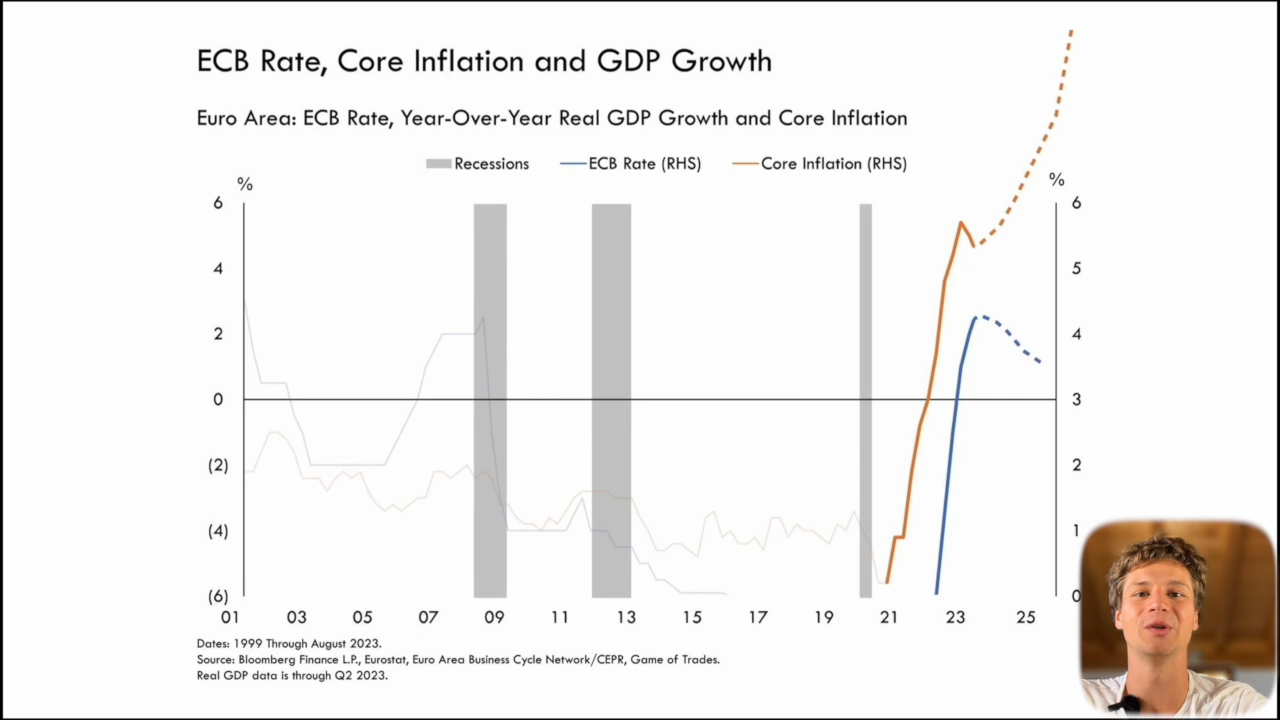 ECB Rate, Core Inflation and GDP Growth
Euro Area: ECB Rate, Year-Over-Year Real GDP Growth and Core Inflation
Recessions ECB Rate (RHS) Core Inflation (RHS)
% %
6 6
4 5
2 4
0 3
(2) 2
(4) 1
(6) 0
01 03 05 07 09 11 13 15 17 19 21 23 25
Dates: 1999 Through August 2023.
Source: Bloomberg Finance L.P., Eurostat, Euro Area Business Cycle Network/CEPR, Game of Trades.
Real GDP data is through Q2 2023.